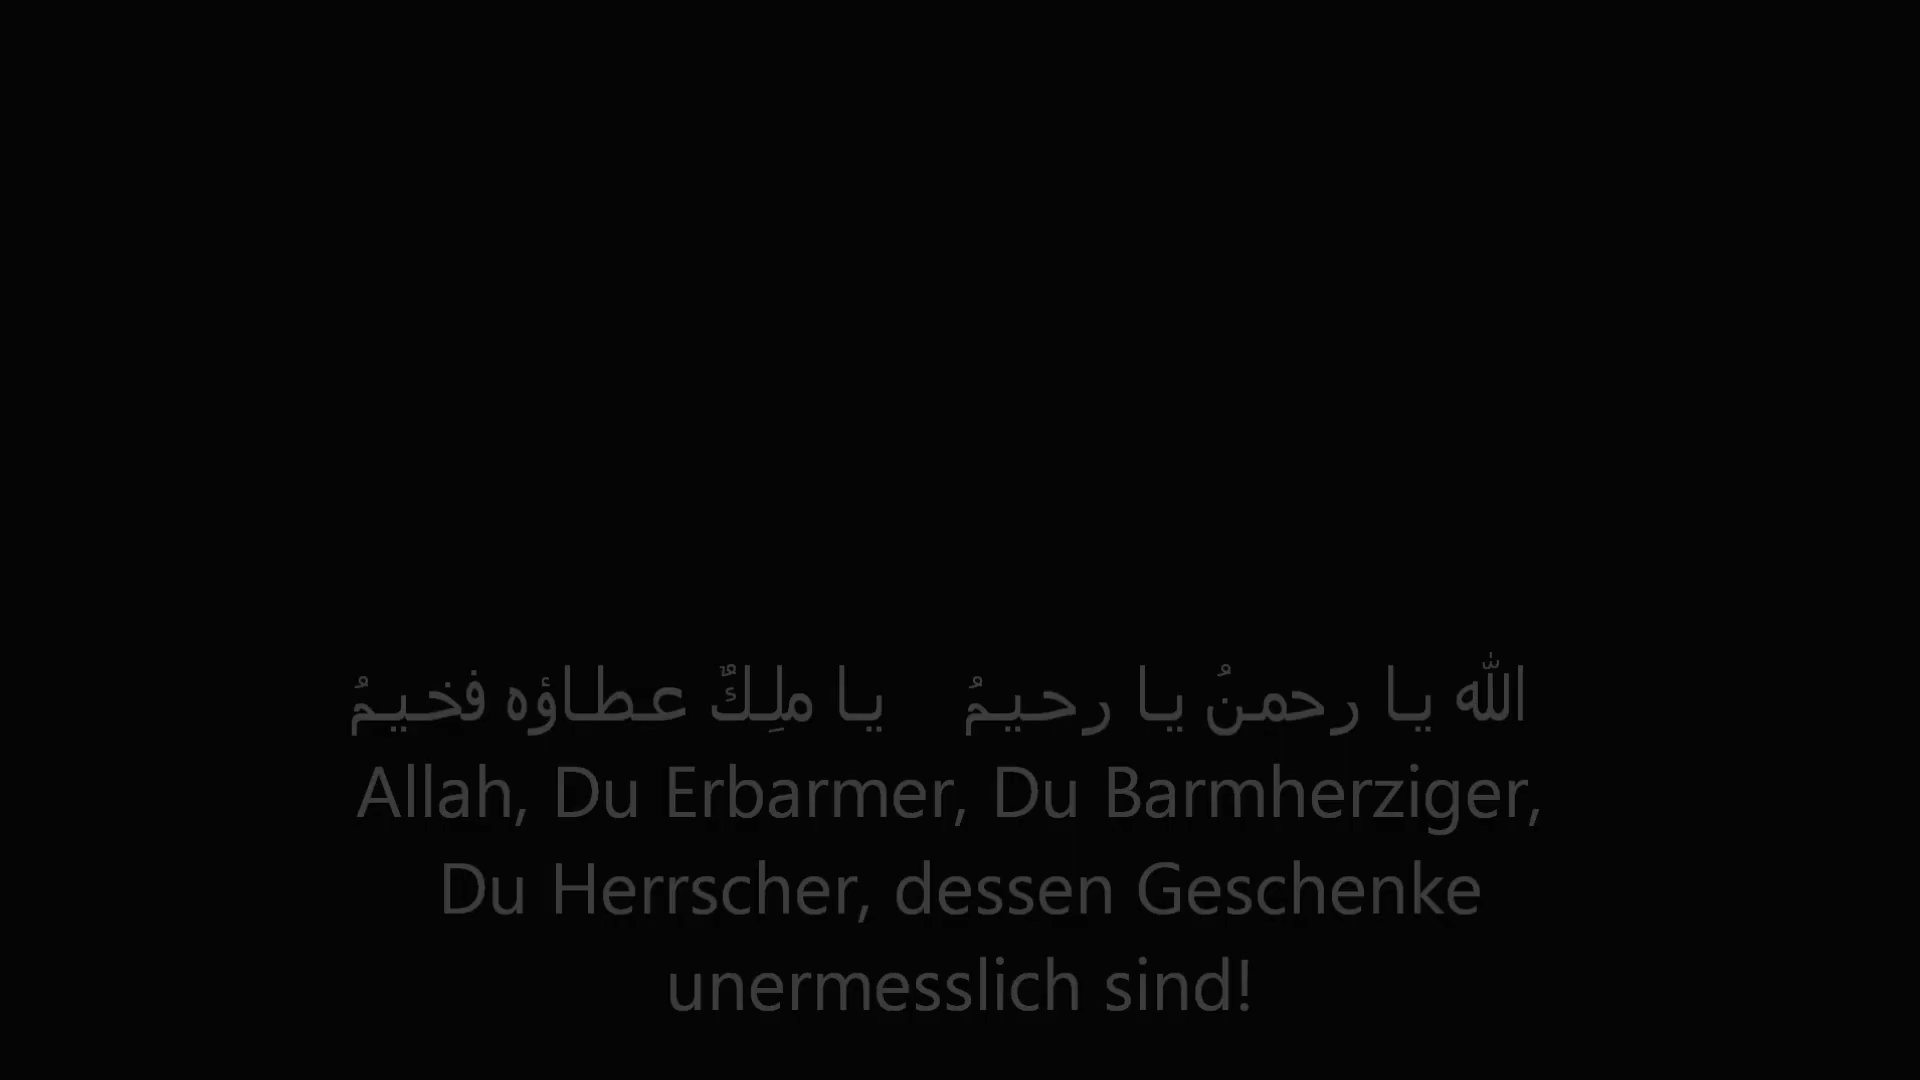 الله يا رحمنُ يا رحيمُ    يا ملِكٌ عطاؤه فخيمُ
Allah, Du Erbarmer, Du Barmherziger,
Du Herrscher, dessen Geschenke
unermesslich sind!